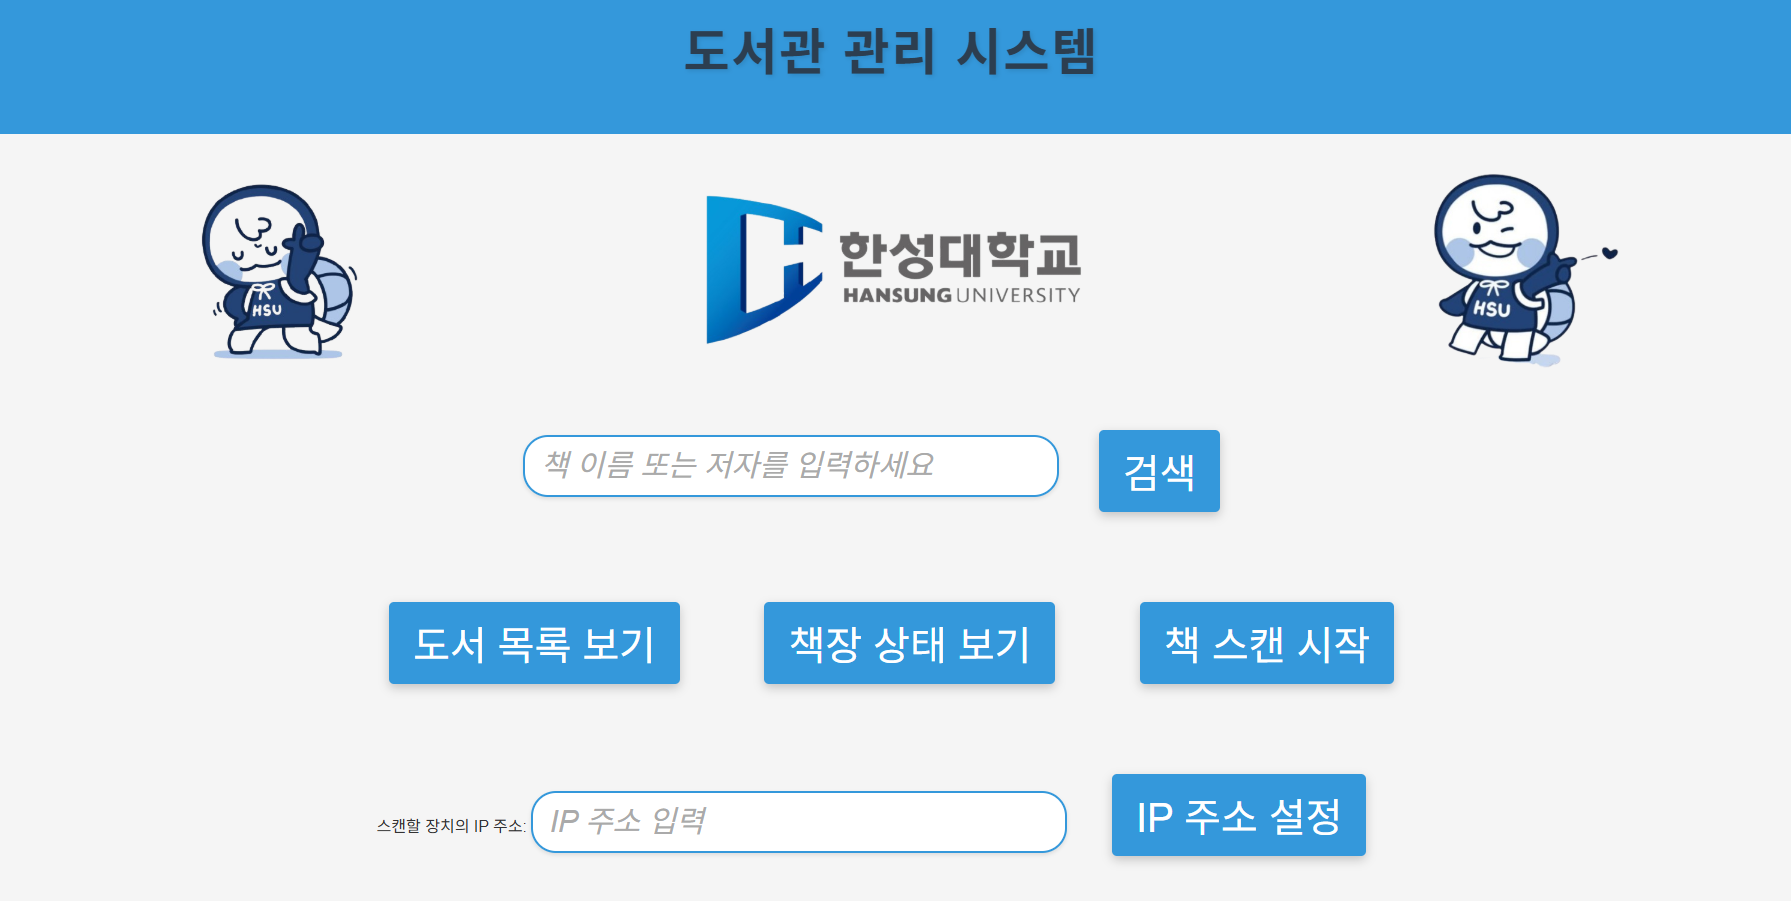 도서관 관리 시스템
한성대학교
HANSUNG UNIVERSITY
HSU
HSU
책 이름 또는 저자를 입력하세요
검색
도서 목록 보기
책장 상태 보기
책 스캔 시작
스캔할 장치의 IP 주소:
IP 주소 입력
IP 주소 설정